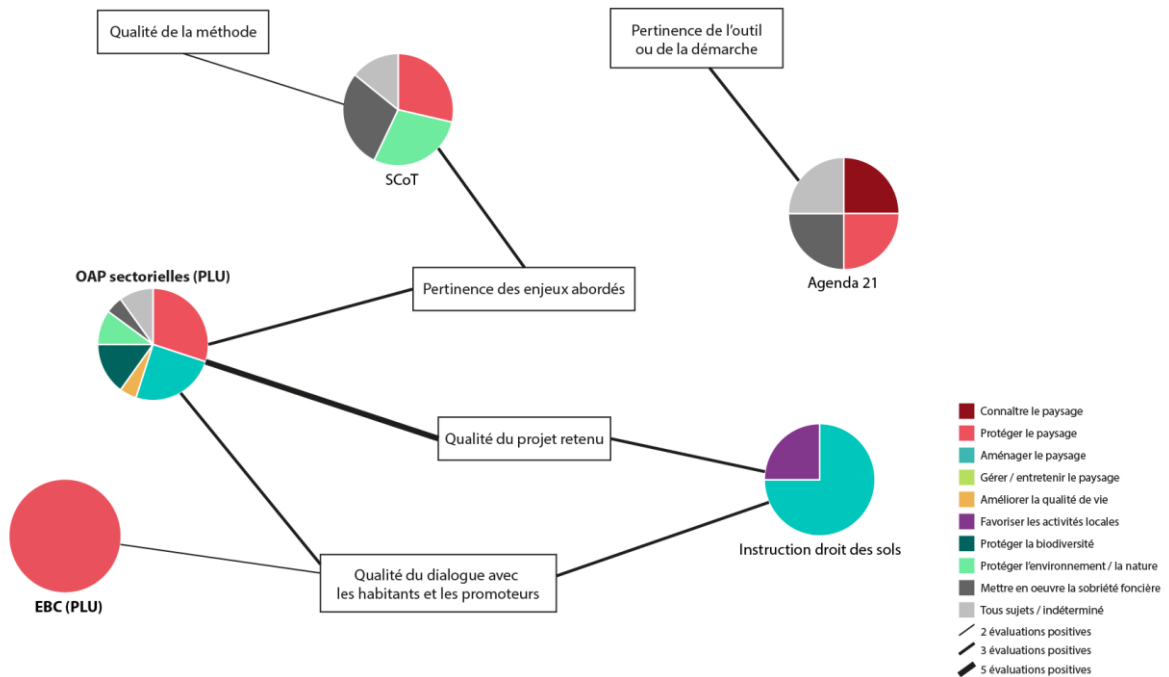 Qualité de la méthode
Pertinence de l'outil
ou de la démarche
SCoT
Agenda 21
OAP sectorielles (PLU)
Pertinence des enjeux abordés
Qualité du projet retenu
Instruction droit des sols
EBC (PLU)
Qualité du dialogue avec
les habitants et les promoteurs
Connaître le paysage
Protéger le paysage
Aménager le paysage
Gérer / entretenir le paysage
Améliorer la qualité de vie
Favoriser les activités locales
Protéger la biodiversité
Protéger l'environnement / la nature
Mettre en oeuvre la sobriété foncière
Tous sujets / indéterminé
2 évaluations positives
3 évaluations positives
5 évaluations positives